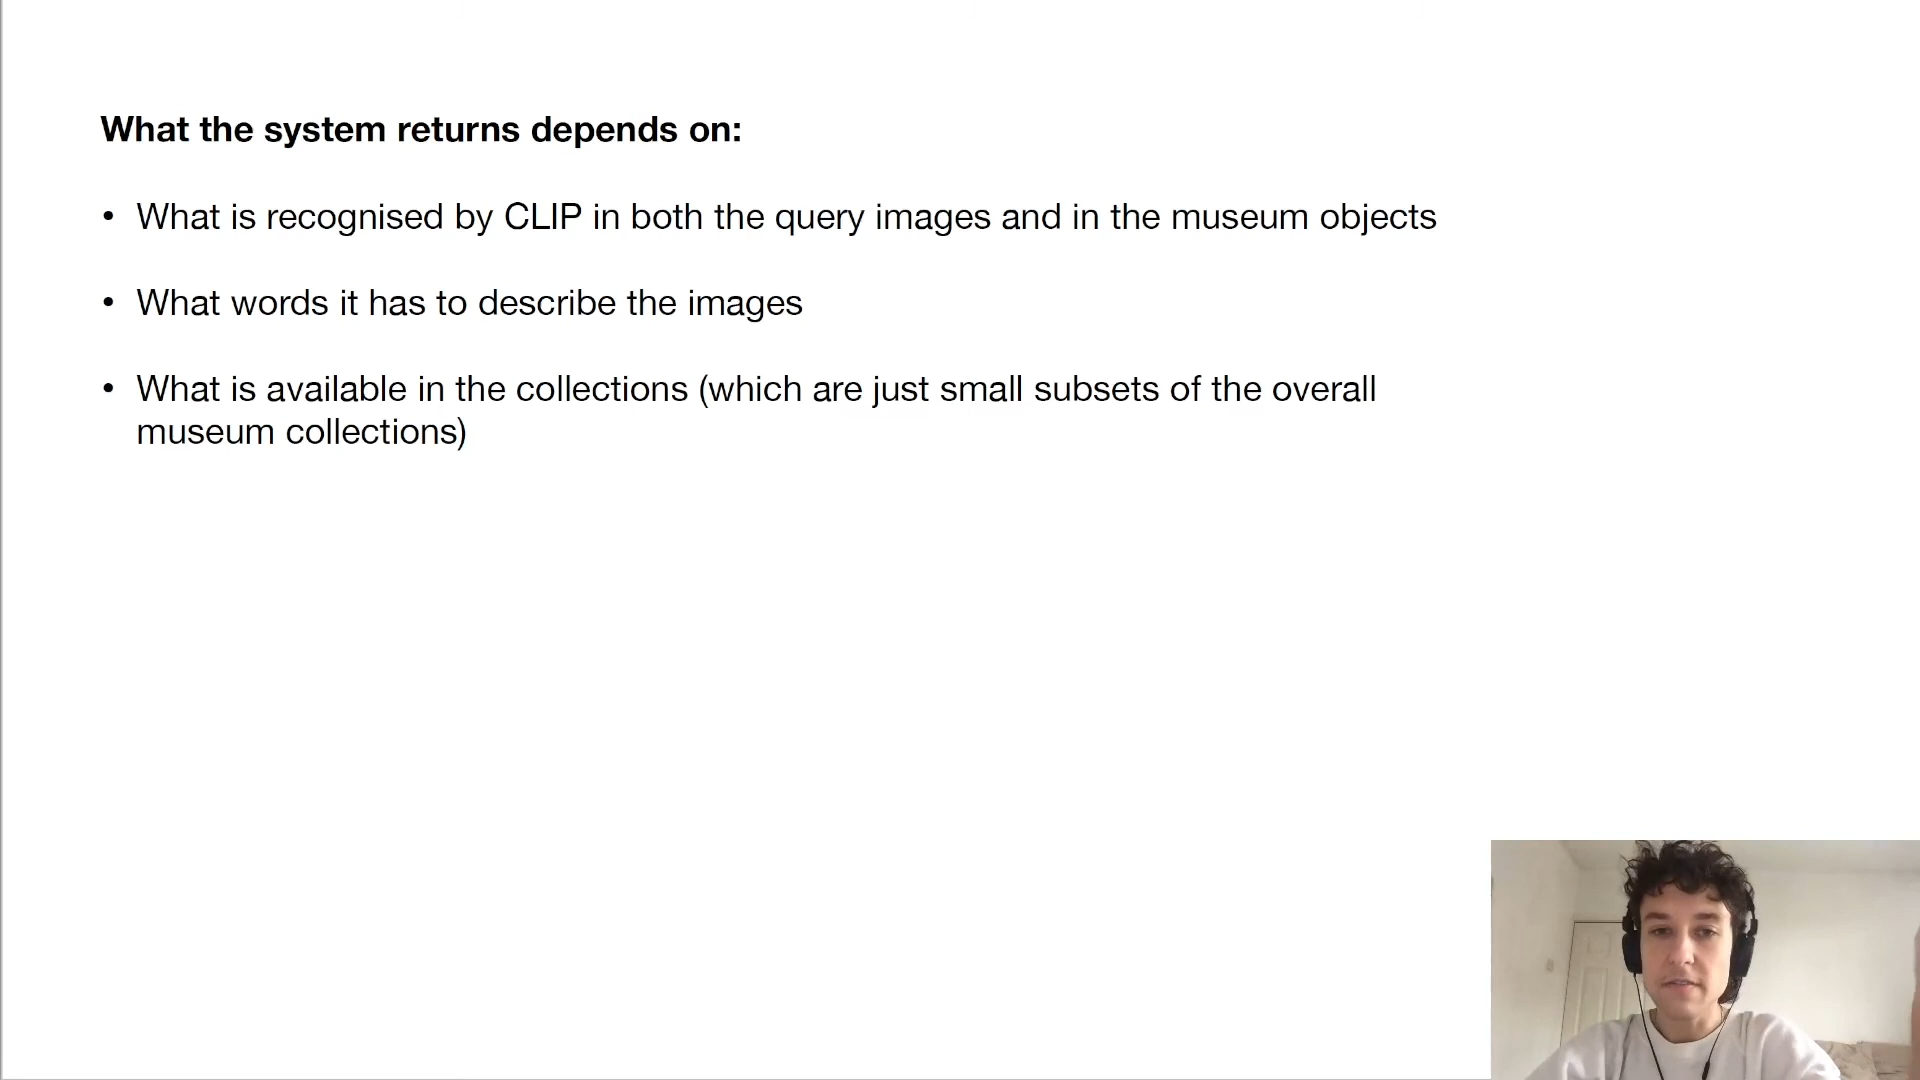 What the system returns depends on:
• What is recognised by CLIP in both the query images and in the museum objects
• What words it has to describe the images
• What is available in the collections (which are just small subsets of the overall
museum collections)